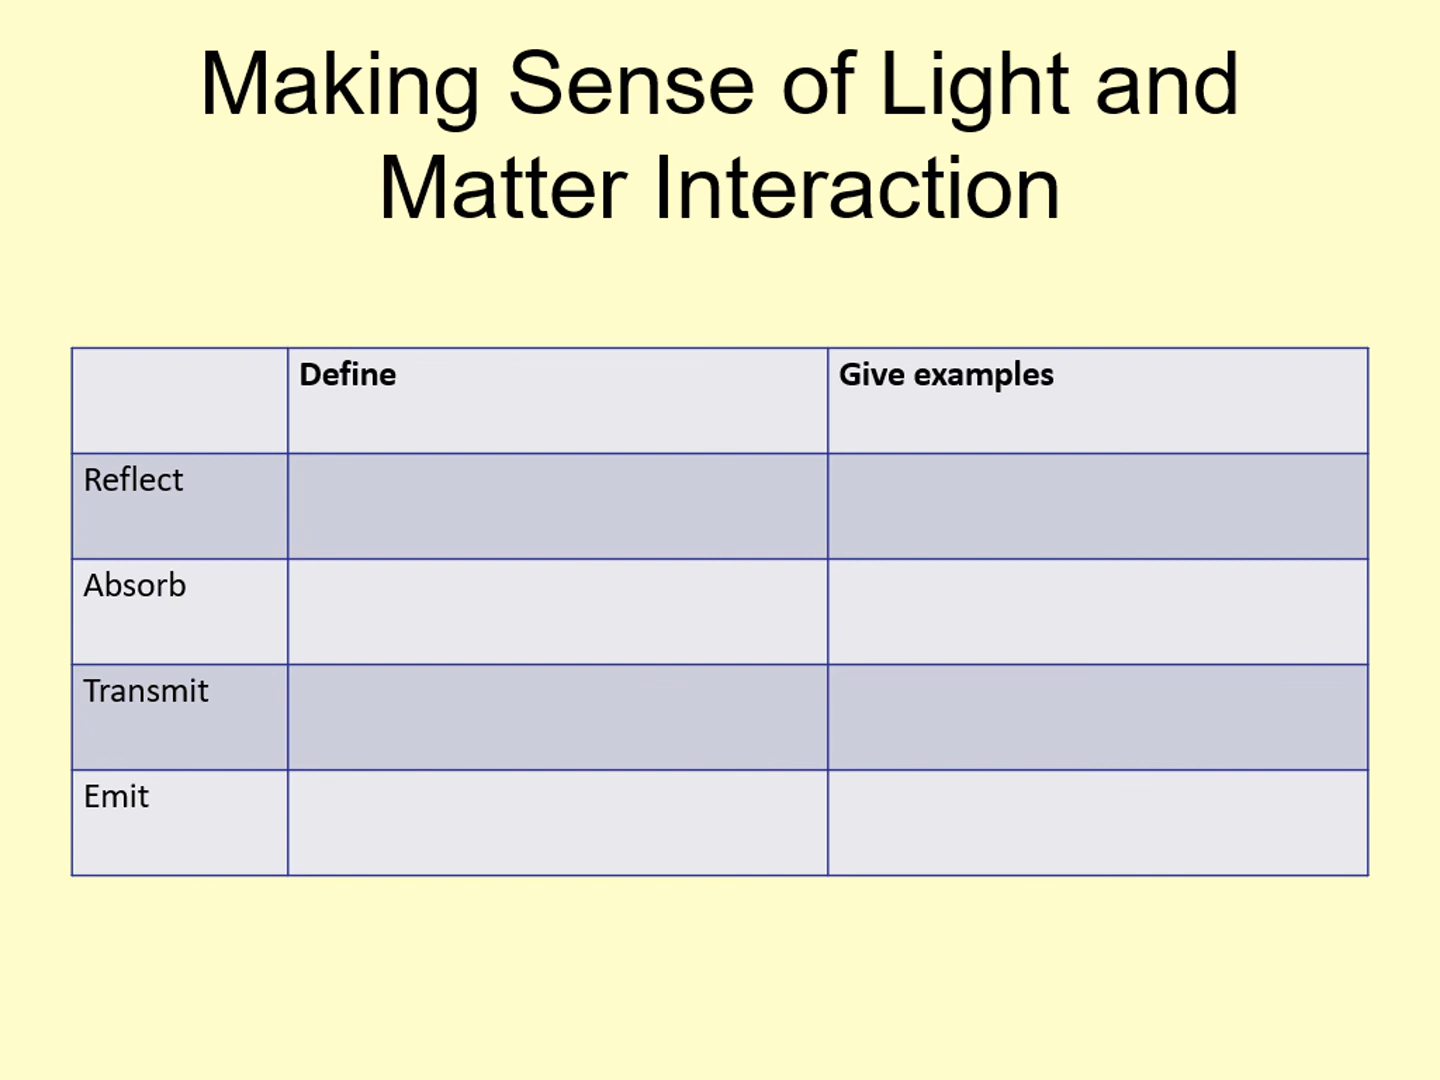 Making Sense of Light and
Matter Interaction
Define
Give examples
Reflect
Absorb
Transmit
Emit